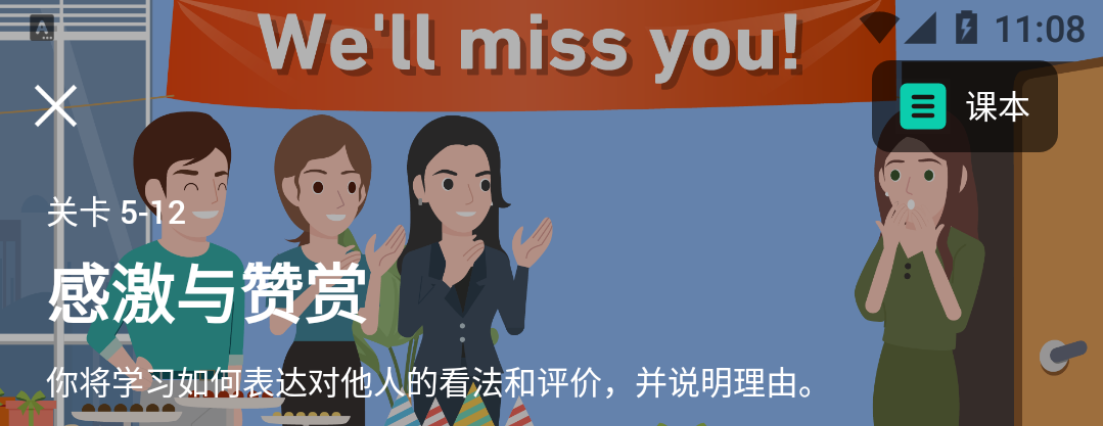 We'll miss you!
A...
11:08
课本
关卡 5-12
感激与赞赏
你将学习如何表达对他人的看法和评价，并说明理由。